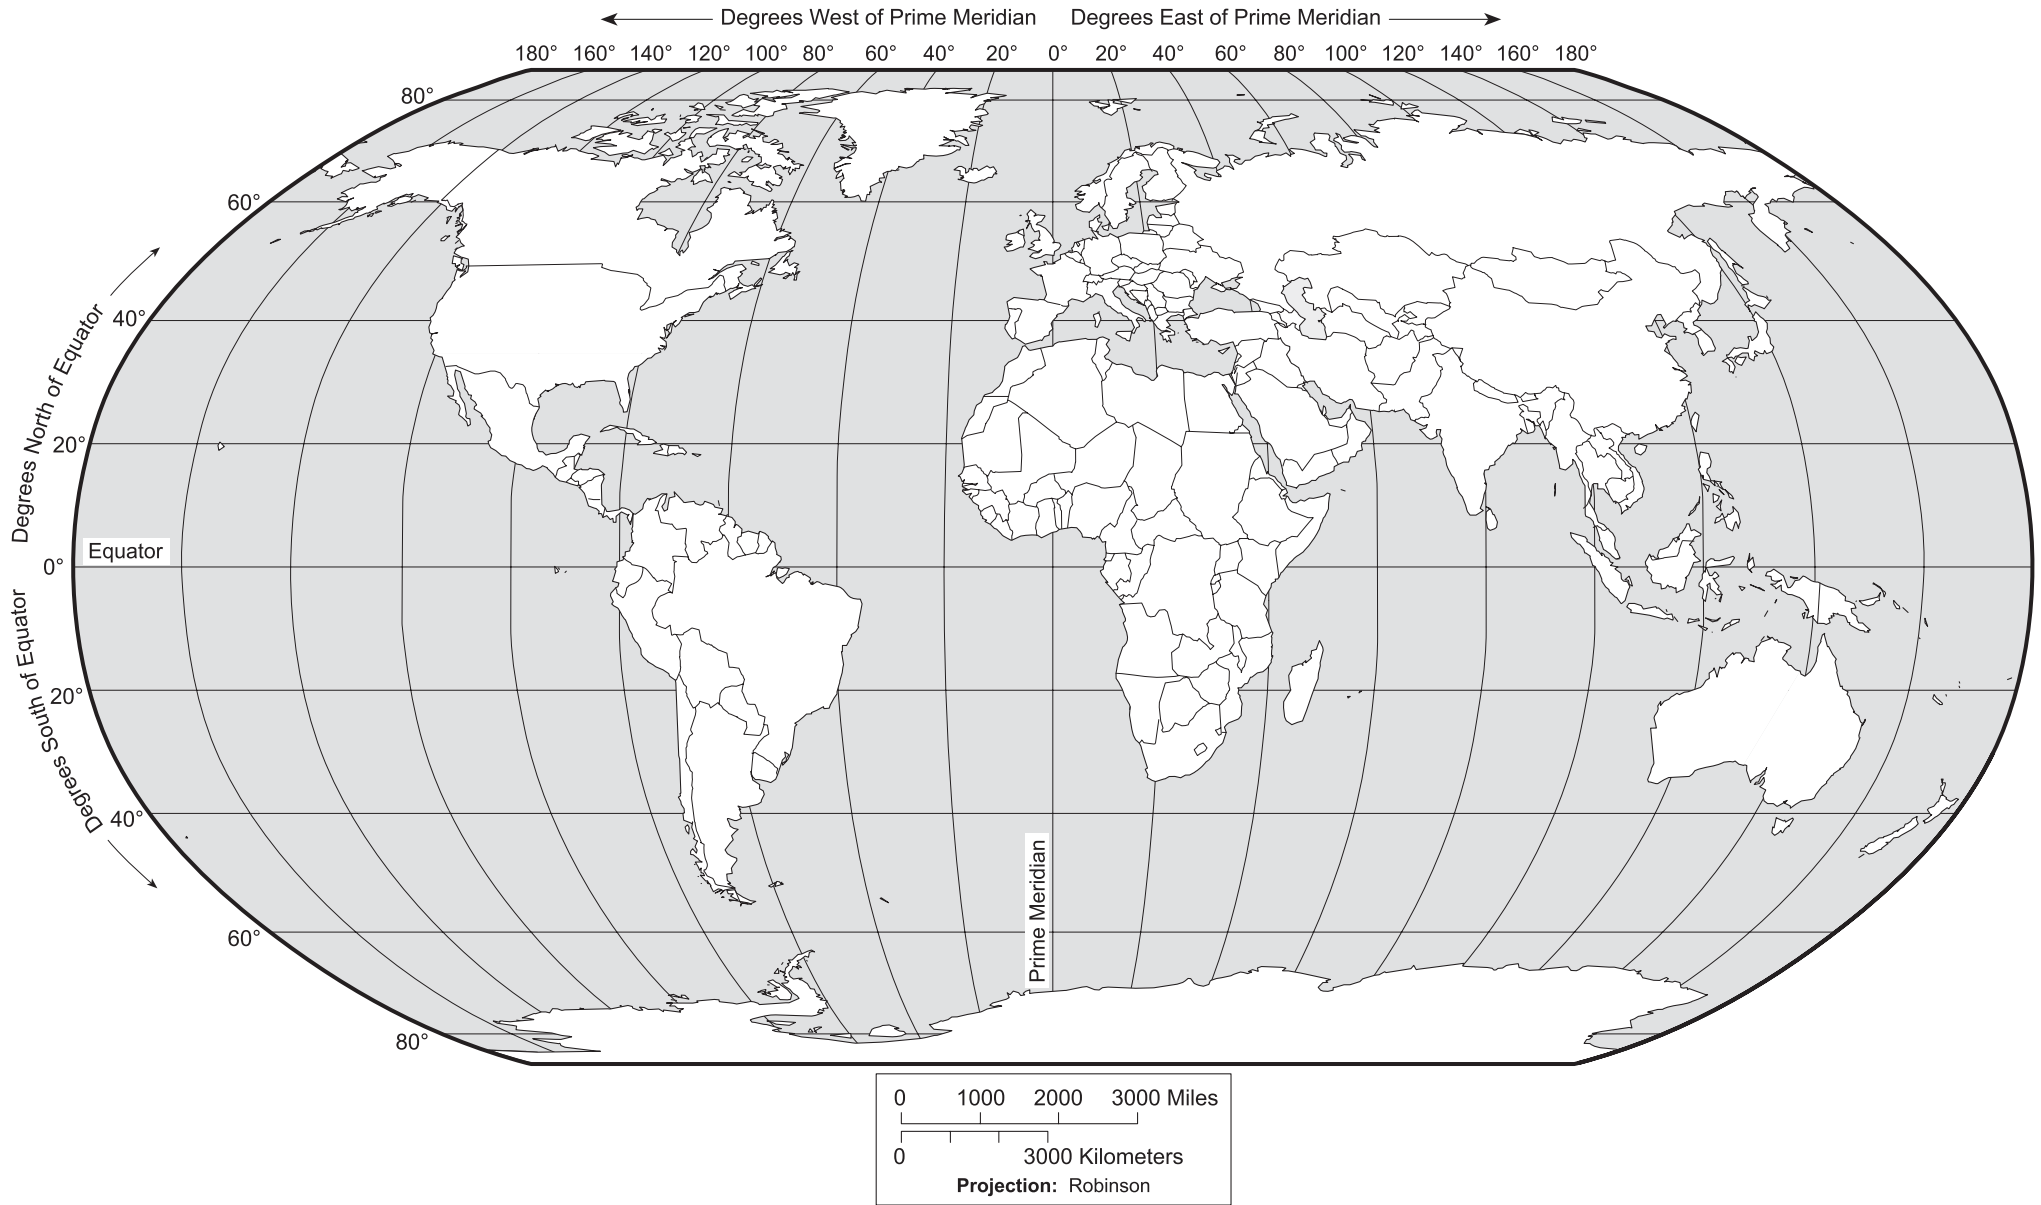 Degrees West of Prime Meridian Degrees East of Prime Meridian
180° 160° 140° 120° 100° 80° 60° 40° 20° 0° 20° 40° 60° 80° 100° 120° 140° 160° 180°
80°
60°
Degrees North of Equator
40°
20°
Equator
0°
Degrees South of Equator
20°
40°
Prime Meridian
60°
80°
0 1000 2000 3000 Miles
0 3000 Kilometers
Projection: Robinson